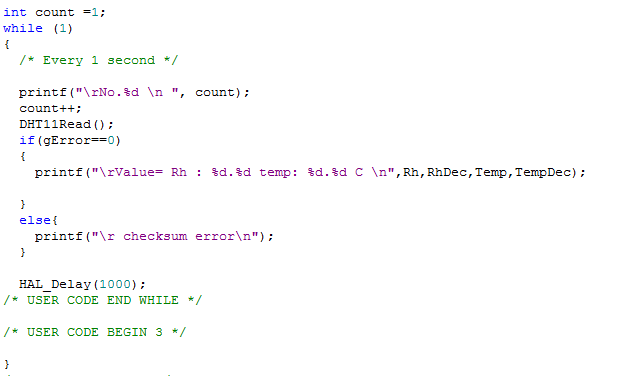 int count =1;
while (1)
{
/* Every 1 second */
printf("\rNo.%d \n ", count);
count++;
DHT11Read();
if(gError==0)
{
printf("\rValue= Rh : %d.%d temp: %d.%d C \n",Rh,RhDec,Temp,TempDec);
}
else{
printf("\r checksum error\n");
}
HAL_Delay(1000);
/* USER CODE END WHILE */
/* USER CODE BEGIN 3 */
}